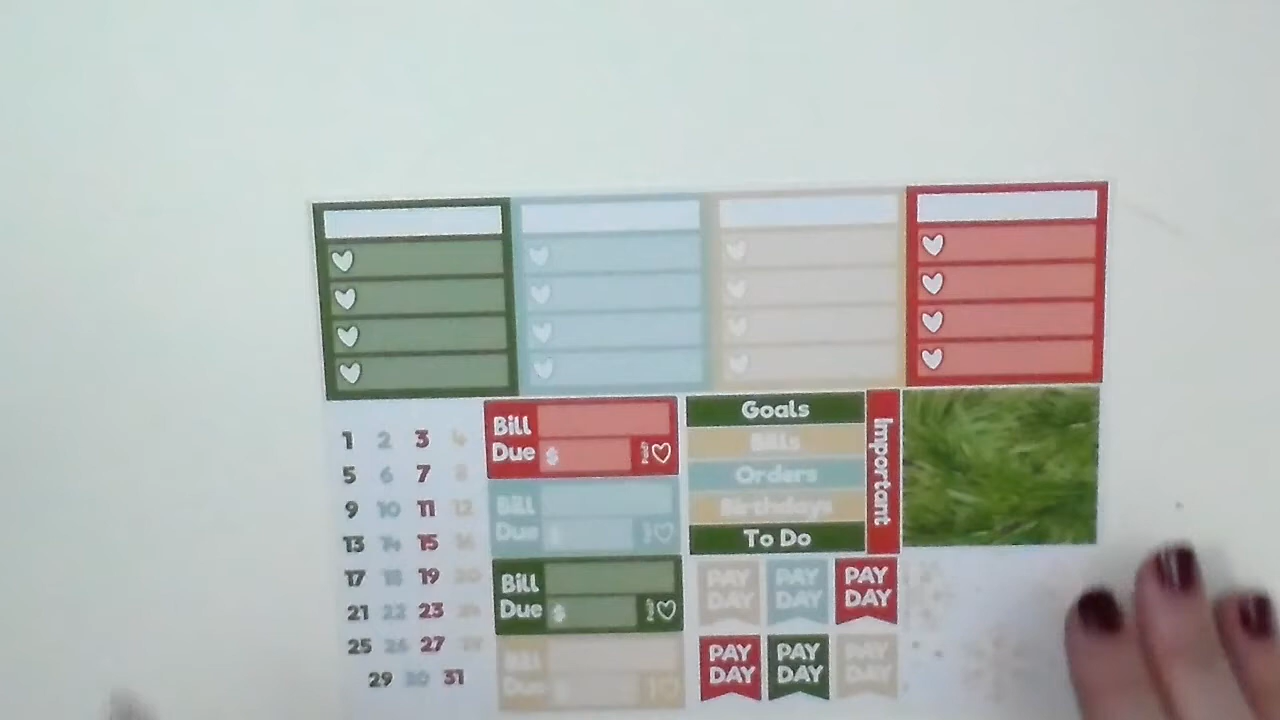 1 2 3 4
5 6 7 8
9 10 11 12
13 14 15 16
17 18 19 20
21 22 23 24
25 26 27
29 30 31
Bill
Due $
Bill
Due $
Bill
Due $
Bill
Due $
Goals
Bills
Orders
Birthdays
To Do
Important
PAY
DAY
PAY
DAY
PAY
DAY
PAY
DAY
PAY
DAY
PAY
DAY